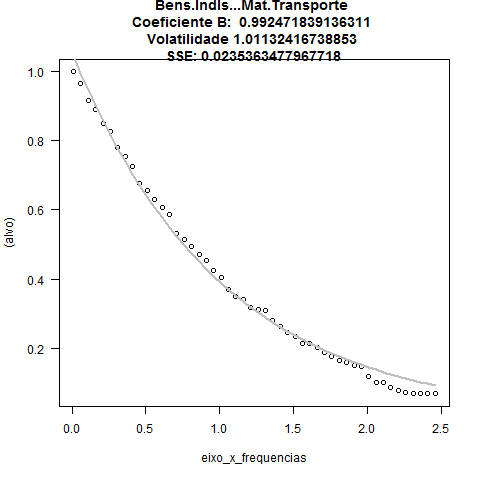 Bens.Indis...Mat.Transporte
Coeficiente B:  0.992471839136311
Volatilidade 1.01132416738853
SSE: 0.0235363477967718
1.0
0.8
0.6
0.4
0.2
(alvo)
0.0 0.5 1.0 1.5 2.0 2.5
eixo_x_frequencias